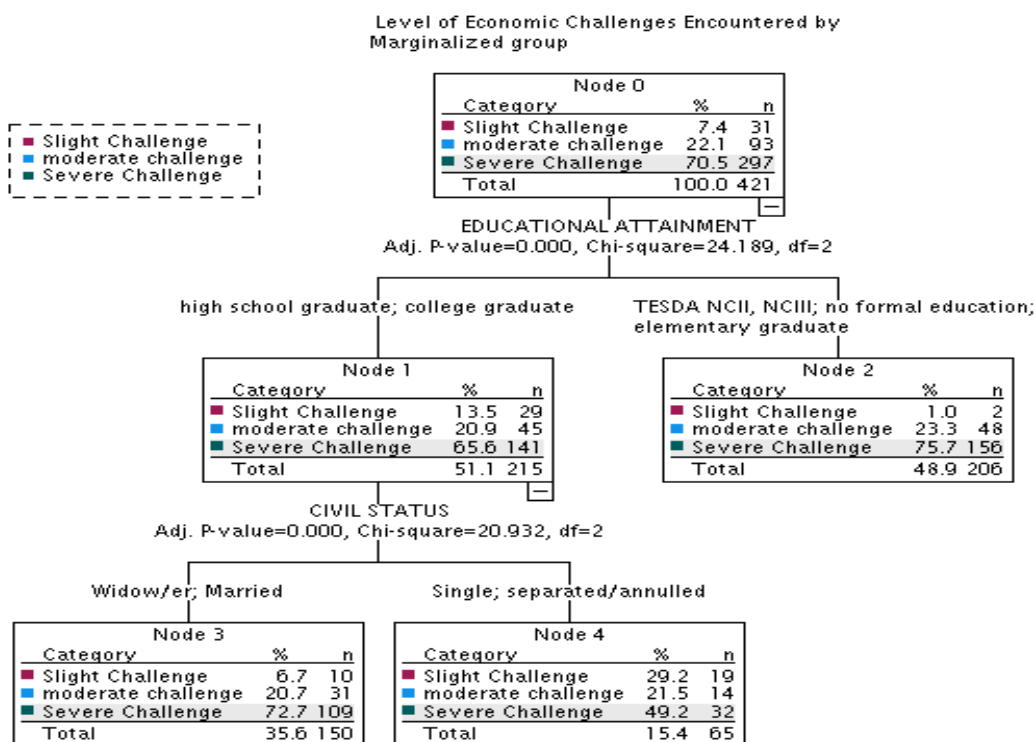 Level of Economic Challenges Encountered by
Marginalized group
Slight Challenge
moderate challenge
Severe Challenge
Node 0
Category % n
Slight Challenge 7.4 31
moderate challenge 22.1 93
Severe Challenge 70.5 297
Total 100.0 421
EDUCATIONAL ATTAINMENT
Adj. P-value=0.000, Chi-square=24.189, df=2
high school graduate; college graduate
TESDA NCII, NCIII; no formal education;
elementary graduate
Node 1
Category % n
Slight Challenge 13.5 29
moderate challenge 20.9 45
Severe Challenge 65.6 141
Total 51.1 215
Node 2
Category % n
Slight Challenge 1.0 2
moderate challenge 23.3 48
Severe Challenge 75.7 156
Total 48.9 206
CIVIL STATUS
Adj. P-value=0.000, Chi-square=20.932, df=2
Widow/er; Married
Single; separated/annulled
Node 3
Category % n
Slight Challenge 6.7 10
moderate challenge 20.7 31
Severe Challenge 72.7 109
Total 35.6 150
Node 4
Category % n
Slight Challenge 29.2 19
moderate challenge 21.5 14
Severe Challenge 49.2 32
Total 15.4 65